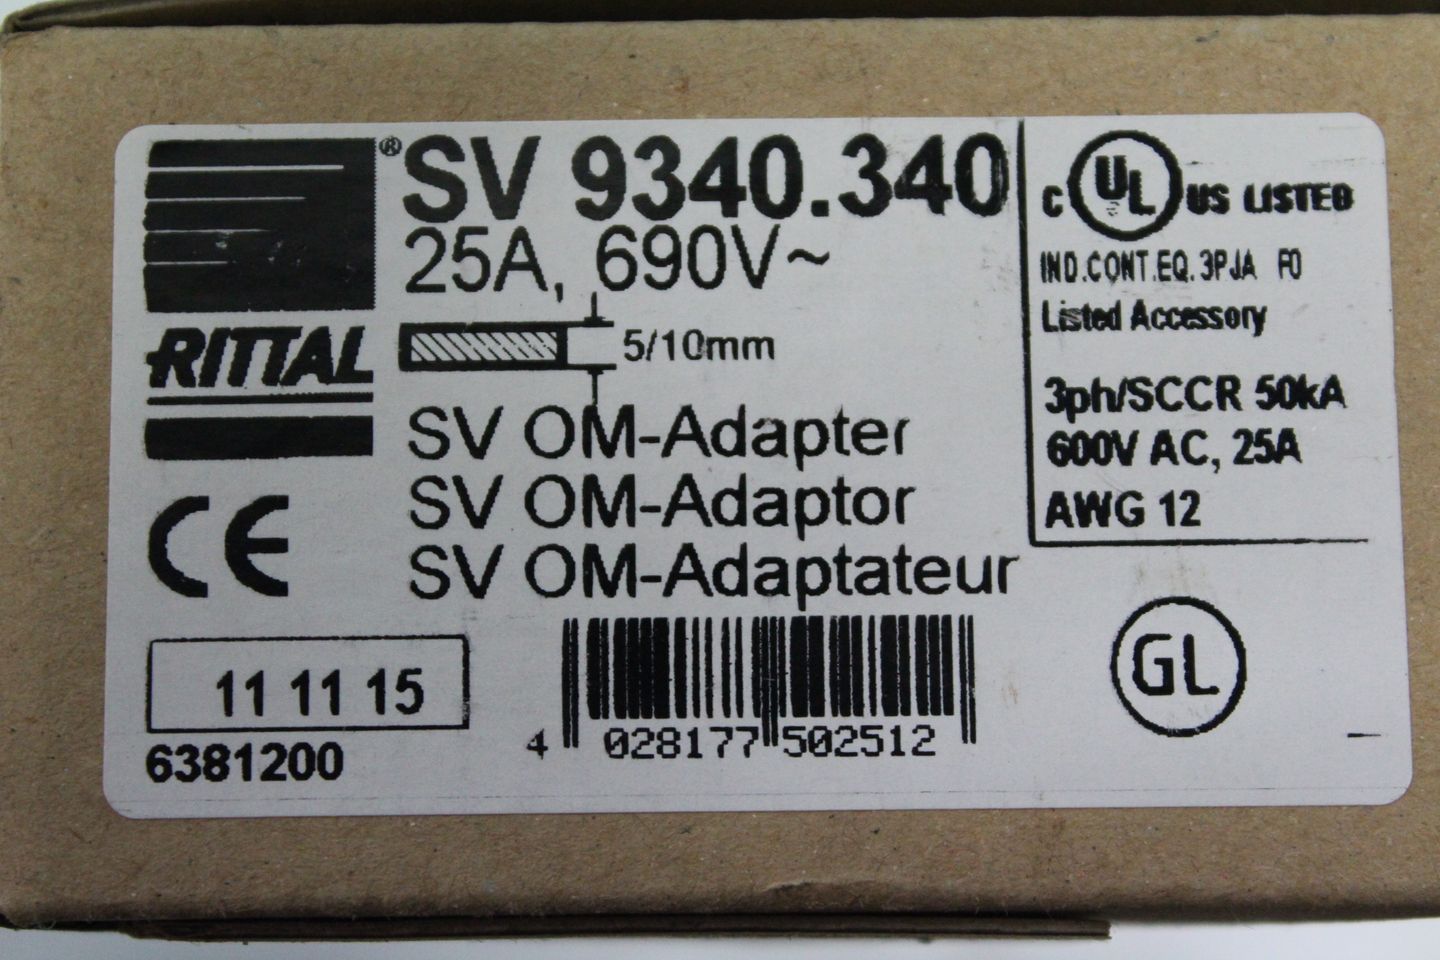 ® SV 9340.340
25A, 690V~
RITTAL
5/10mm
SV OM-Adapter
SV OM-Adaptor
SV OM-Adaptateur
CE
11 11 15
6381200
4 028177 502512
C UL US LISTED
IND.CONT.EQ. 3PJA F0
Listed Accessory
3ph/SCCR 50kA
600V AC, 25A
AWG 12
GL